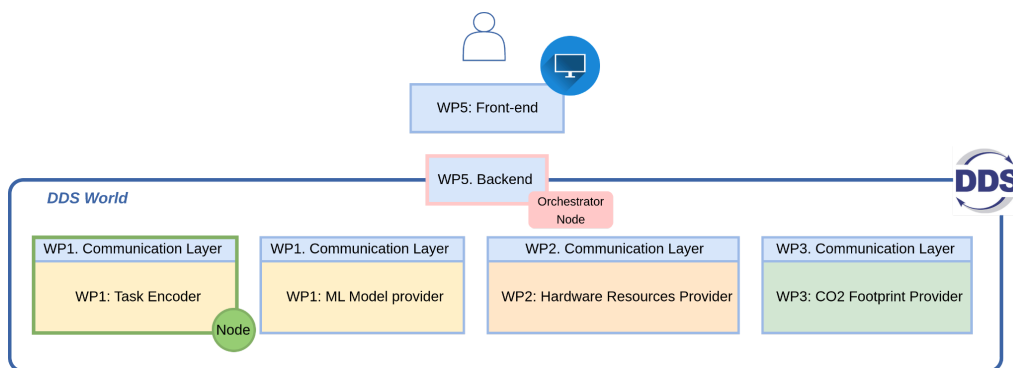 WP5: Front-end
WP5. Backend
DDS
DDS World
Orchestrator
Node
WP1. Communication Layer
WP1. Communication Layer
WP2. Communication Layer
WP3. Communication Layer
WP1: Task Encoder
WP1: ML Model provider
WP2: Hardware Resources Provider
WP3: CO2 Footprint Provider
Node